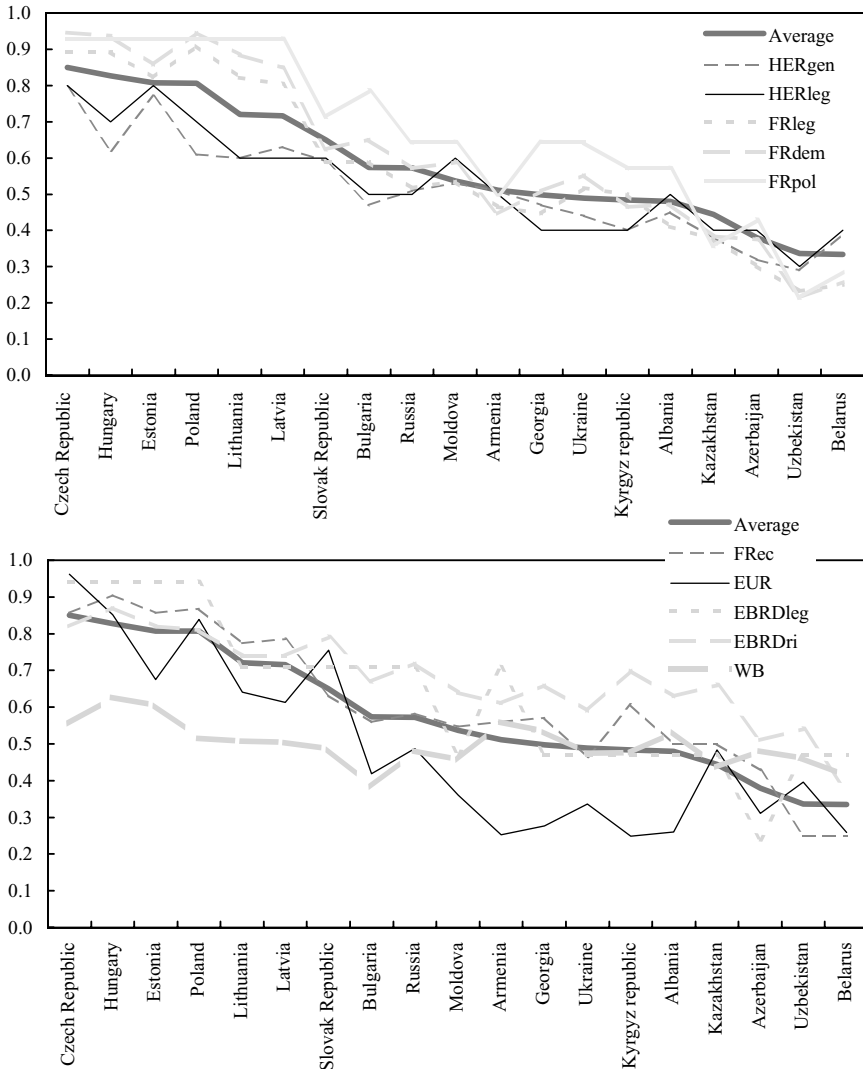 1.0
0.9
0.8
0.7
0.6
0.5
0.4
0.3
0.2
0.1
0.0
Average
HERgen
HERleg
FRleg
FRdem
FRpol
Czech Republic
Hungary
Estonia
Poland
Lithuania
Latvia
Slovak Republic
Bulgaria
Russia
Moldova
Armenia
Georgia
Ukraine
Kyrgyz republic
Albania
Kazakhstan
Azerbaijan
Uzbekistan
Belarus
1.0
0.9
0.8
0.7
0.6
0.5
0.4
0.3
0.2
0.1
0.0
Average
FRec
EUR
EBRDleg
EBRDri
WB
Czech Republic
Hungary
Estonia
Poland
Lithuania
Latvia
Slovak Republic
Bulgaria
Russia
Moldova
Armenia
Georgia
Ukraine
Kyrgyz republic
Albania
Kazakhstan
Azerbaijan
Uzbekistan
Belarus